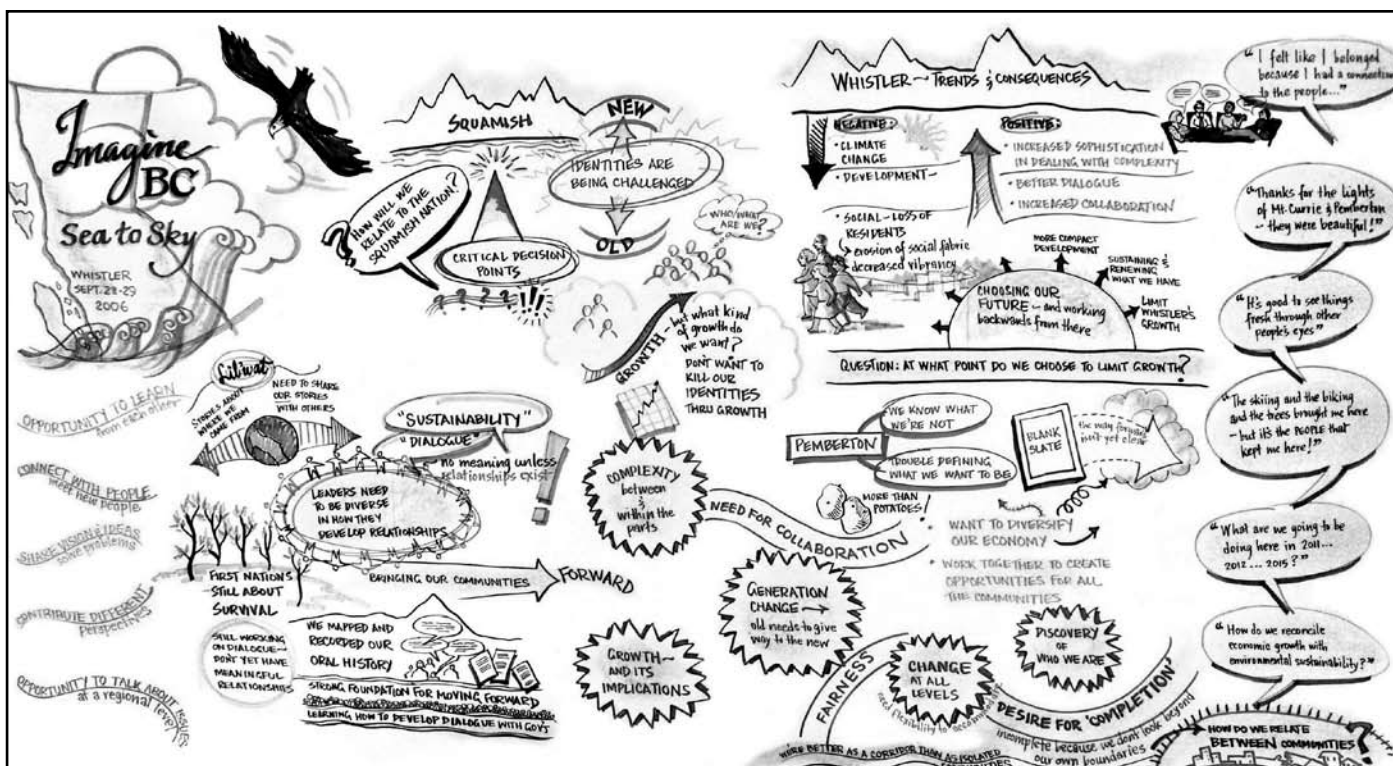 Imagine
BC
Sea to Sky
WHISTLER
SEPT. 28-29
2006
OPPORTUNITY TO LEARN
from each other
CONNECT WITH PEOPLE
meet new people
SHARE VISION & IDEAS
solve problems
CONTRIBUTE DIFFERENT
perspectives
OPPORTUNITY TO TALK ABOUT ISSUES
at a regional level
SQUAMISH
HOW WILL WE
RELATE TO THE
SQUAMISH NATION?
CRITICAL DECISION
POINTS
? ? ? ? !!!
NEW
IDENTITIES ARE
BEING CHALLENGED
OLD
WHO/WHAT
ARE WE?
GROWTH – but what kind
of growth do
we want?
DON'T WANT TO
KILL OUR
IDENTITIES
THRU GROWTH
Lil'wat
STORIES ABOUT
WHERE WE
CAME FROM
NEED TO SHARE
OUR STORIES
WITH OTHERS
"SUSTAINABILITY"
"DIALOGUE"
no meaning unless
relationships exist
!
LEADERS NEED
TO BE DIVERSE
IN HOW THEY
DEVELOP RELATIONSHIPS
BRINGING OUR COMMUNITIES FORWARD
FIRST NATIONS
STILL ABOUT
SURVIVAL
STILL WORKING
ON DIALOGUE–
DON'T YET HAVE
MEANINGFUL
RELATIONSHIPS
WE MAPPED AND
RECORDED OUR
ORAL HISTORY
STRONG FOUNDATION FOR MOVING FORWARD
LEARNING HOW TO DEVELOP DIALOGUE WITH GOV'S
COMPLEXITY
between
&
within the
parts
NEED FOR COLLABORATION
GENERATION
CHANGE →
old needs to give
way to the new
GROWTH~
AND ITS
IMPLICATIONS
FAIRNESS
CHANGE
AT ALL
LEVELS
need flexibility to accommodate
DISCOVERY
OF
WHO WE ARE
DESIRE FOR 'COMPLETION'
incomplete because we don't look beyond
our own boundaries
WE'RE BETTER AS A CORRIDOR THAN AS ISOLATED
WHISTLER ~ TRENDS & CONSEQUENCES
NEGATIVE:
• CLIMATE
CHANGE
• DEVELOPMENT–
• SOCIAL – LOSS OF
RESIDENTS
erosion of social fabric
decreased vibrancy
POSITIVE:
• INCREASED SOPHISTICATION
IN DEALING WITH COMPLEXITY
• BETTER DIALOGUE
• INCREASED COLLABORATION
CHOOSING OUR
FUTURE – and working
backwards from there
MORE COMPACT
DEVELOPMENT
SUSTAINING &
RENEWING
WHAT WE HAVE
LIMIT
WHISTLER'S
GROWTH
QUESTION: AT WHAT POINT DO WE CHOOSE TO LIMIT GROWTH?
PEMBERTON
WE KNOW WHAT
WE'RE NOT
TROUBLE DEFINING
WHAT WE WANT TO BE
MORE THAN
POTATOES!
BLANK
SLATE
the way forward
isn't yet clear
• WANT TO DIVERSIFY
OUR ECONOMY
• WORK TOGETHER TO CREATE
OPPORTUNITIES FOR ALL
THE COMMUNITIES
"I felt like I belonged
because I had a connection
to the people..."
"Thanks for the lights
of Mt. Currie & Pemberton
– they were beautiful!"
"It's good to see things
fresh through other
people's eyes"
"The skiing and the biking
and the trees brought me here
– but it's the PEOPLE that
kept me here!"
"What are we going to be
doing here in 2011...
2012 ... 2015?"
"How do we reconcile
economic growth with
environmental sustainability?"
HOW DO WE RELATE
BETWEEN COMMUNITIES?